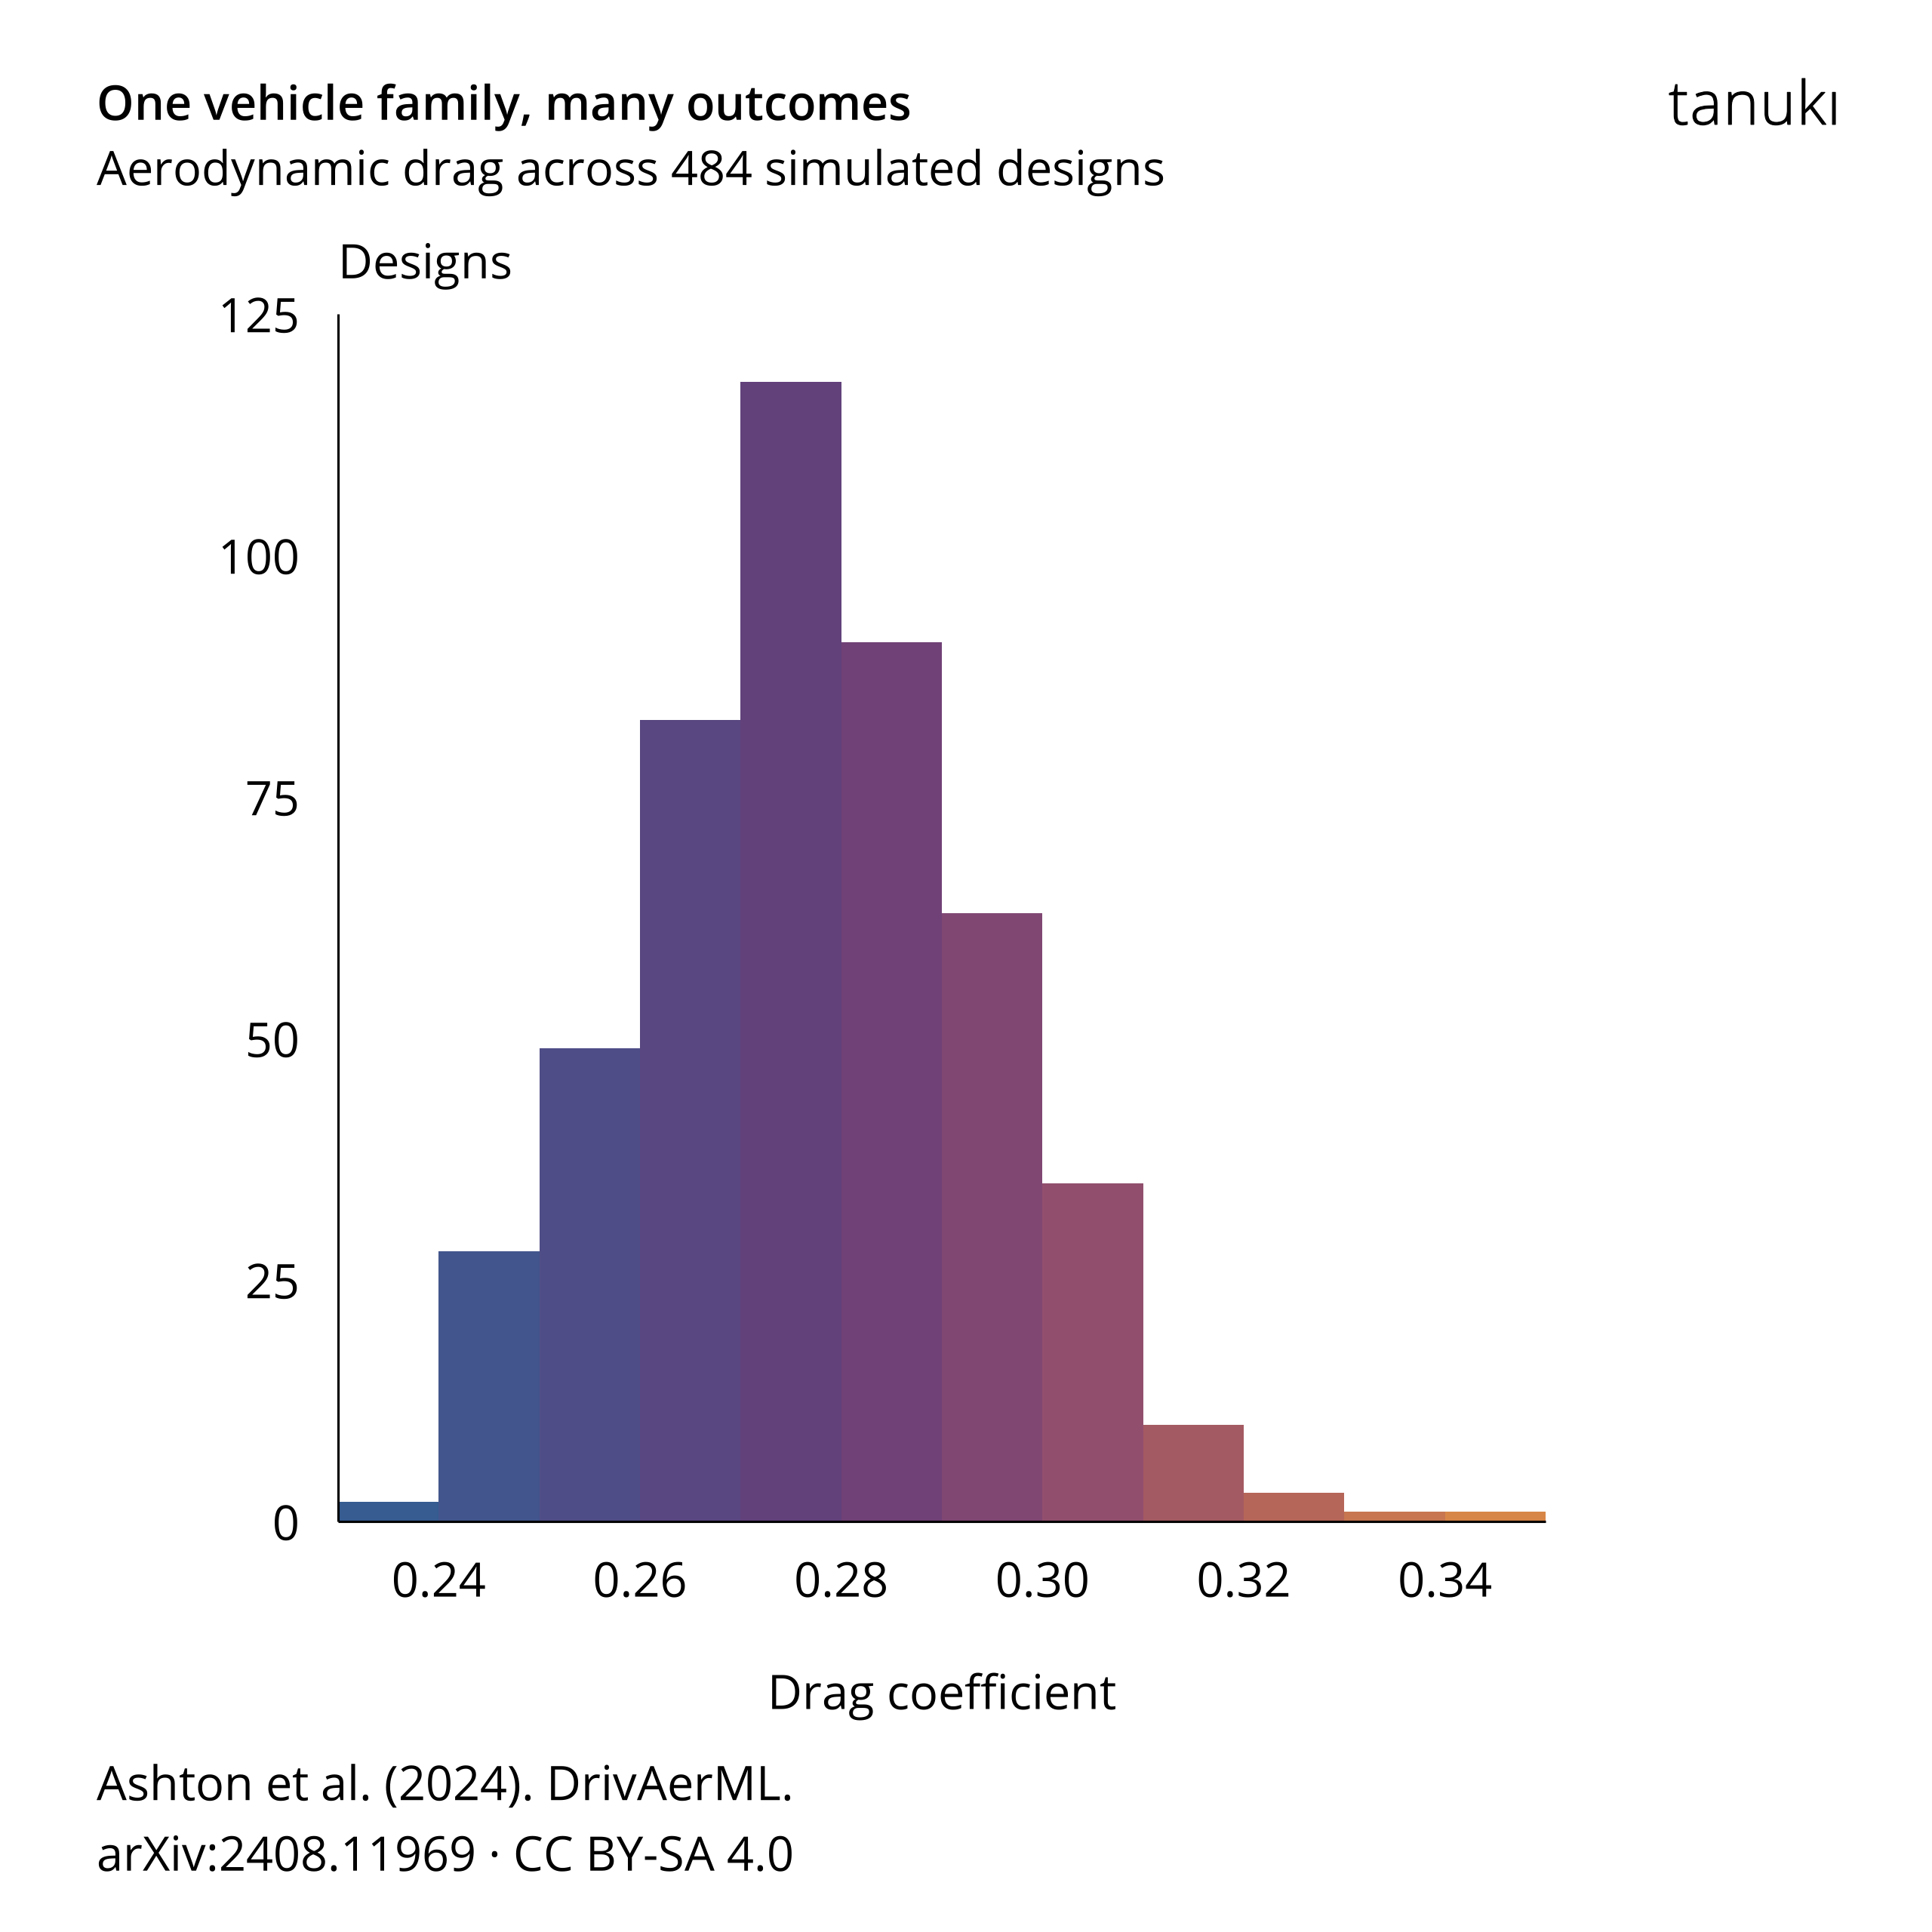 One vehicle family, many outcomes
tanukı
Aerodynamic drag across 484 simulated designs
Designs
125
100
75
50
25
0
0.24 0.26 0.28 0.30 0.32 0.34
Drag coefficient
Ashton et al. (2024). DrivAerML.
arXiv:2408.11969 · CC BY-SA 4.0